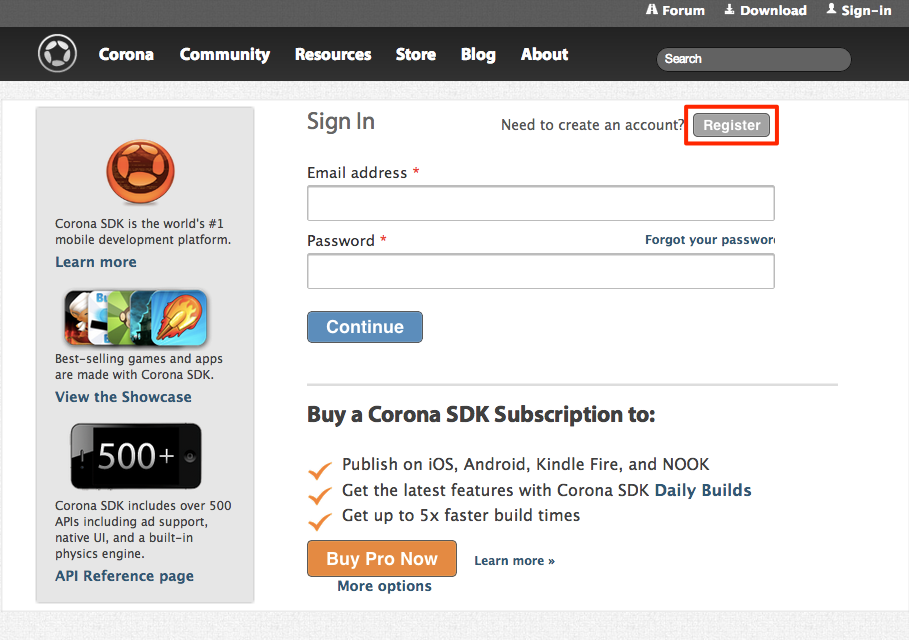 Forum Download Sign-In
Corona Community Resources Store Blog About
Search
Sign In
Need to create an account? Register
Email address *
Password *
Forgot your passwor
Continue
Corona SDK is the world's #1
mobile development platform.
Learn more
Best-selling games and apps
are made with Corona SDK.
View the Showcase
500+
Corona SDK includes over 500
APIs including ad support,
native UI, and a built-in
physics engine.
API Reference page
Buy a Corona SDK Subscription to:
Publish on iOS, Android, Kindle Fire, and NOOK
Get the latest features with Corona SDK Daily Builds
Get up to 5x faster build times
Buy Pro Now
Learn more »
More options